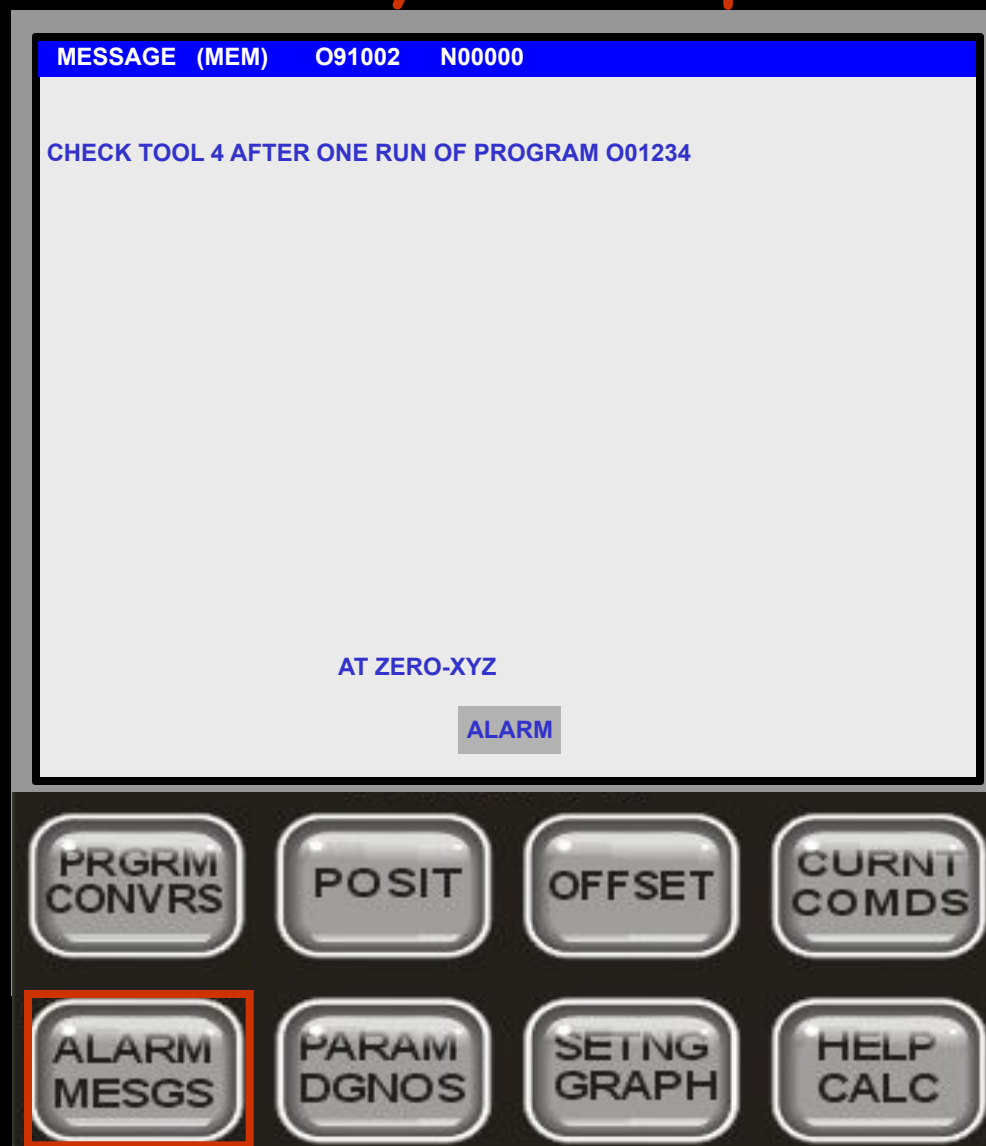 MESSAGE (MEM) O91002 N00000
CHECK TOOL 4 AFTER ONE RUN OF PROGRAM O01234
AT ZERO-XYZ
ALARM
PRGRM CONVRS
POSIT
OFFSET
CURNT COMDS
ALARM MESGS
PARAM DGNOS
SETNG GRAPH
HELP CALC